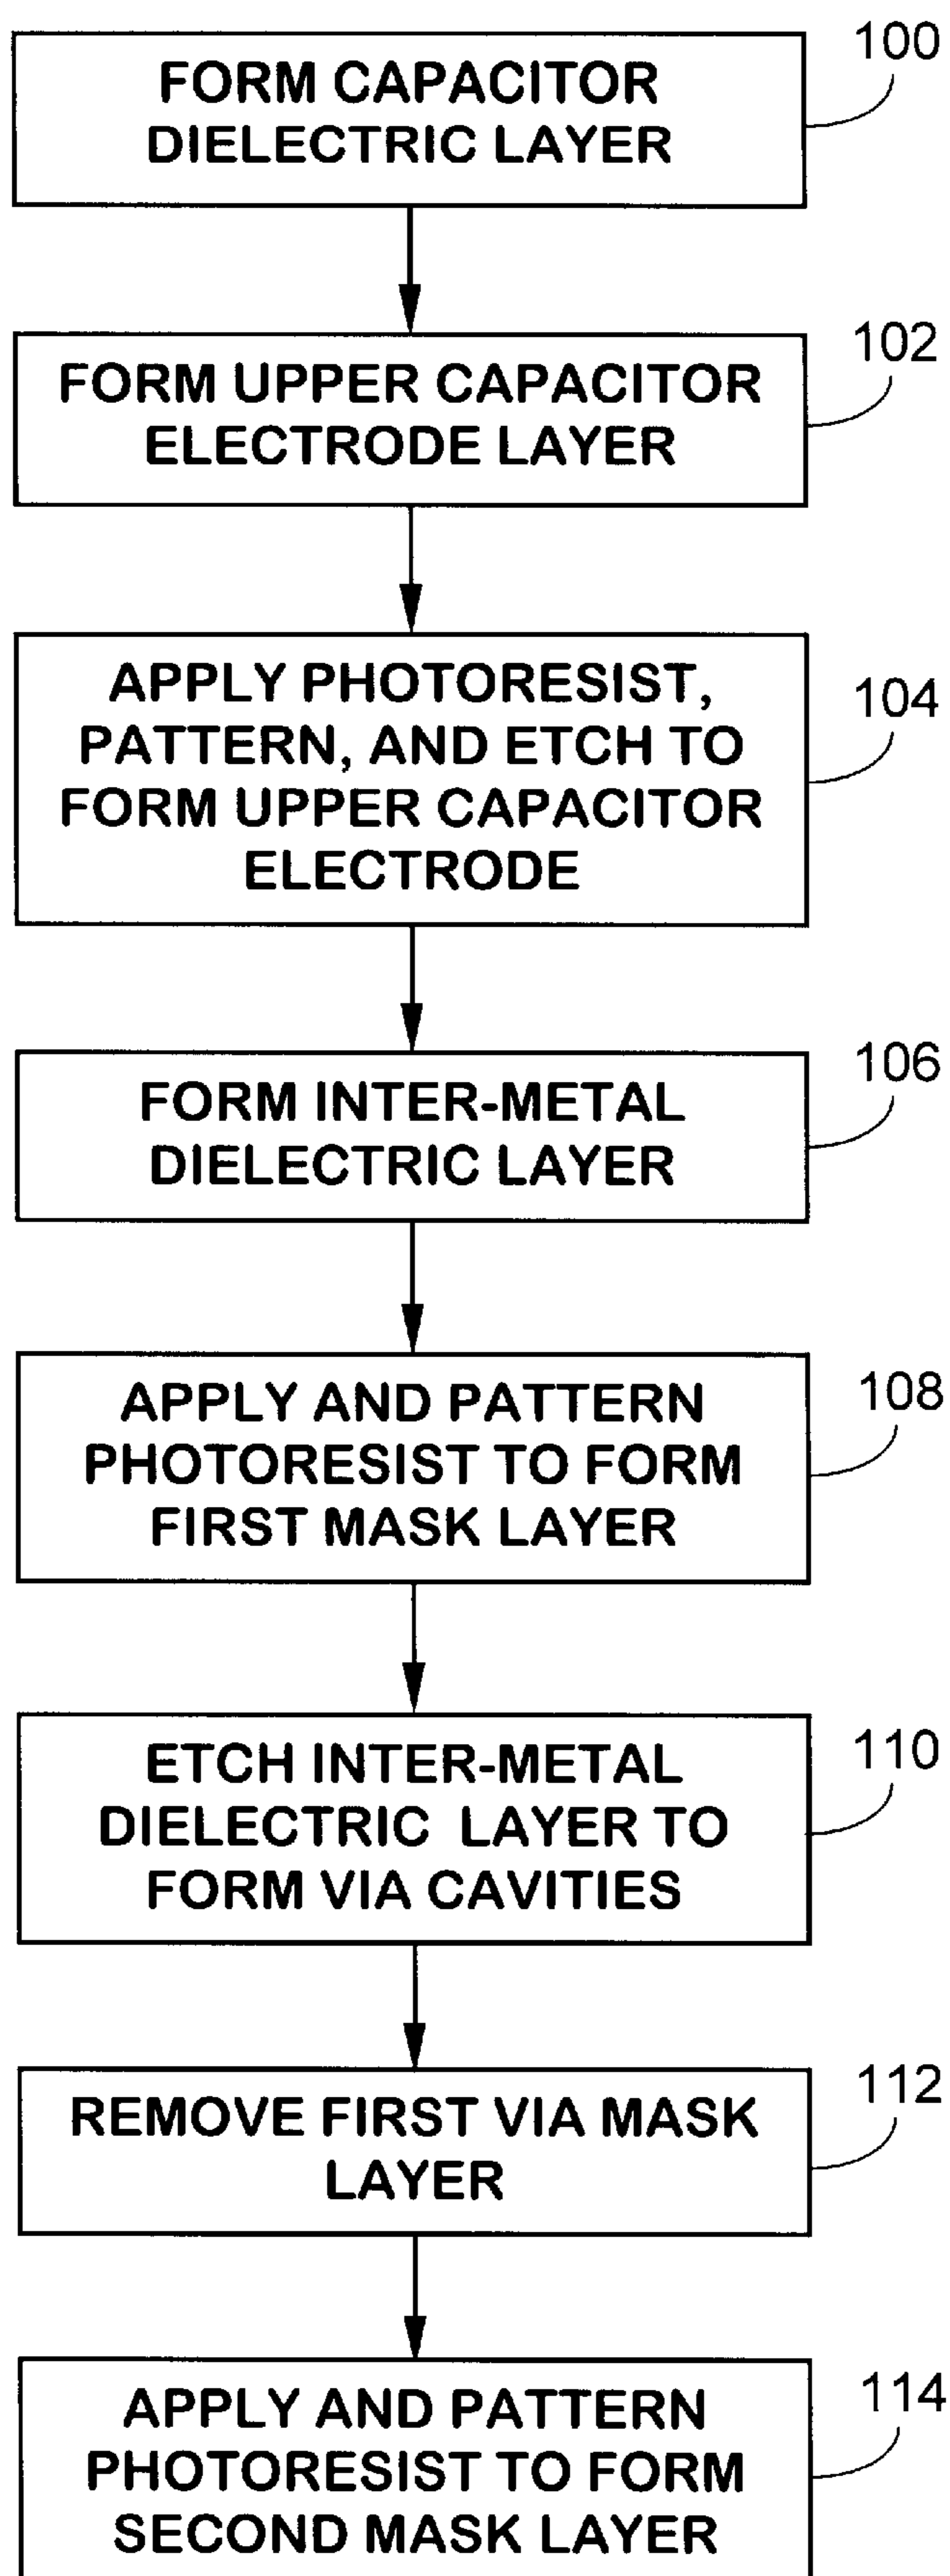 100
FORM CAPACITOR
DIELECTRIC LAYER
102
FORM UPPER CAPACITOR
ELECTRODE LAYER
104
APPLY PHOTORESIST,
PATTERN, AND ETCH TO
FORM UPPER CAPACITOR
ELECTRODE
106
FORM INTER-METAL
DIELECTRIC LAYER
108
APPLY AND PATTERN
PHOTORESIST TO FORM
FIRST MASK LAYER
110
ETCH INTER-METAL
DIELECTRIC LAYER TO
FORM VIA CAVITIES
112
REMOVE FIRST VIA MASK
LAYER
114
APPLY AND PATTERN
PHOTORESIST TO FORM
SECOND MASK LAYER